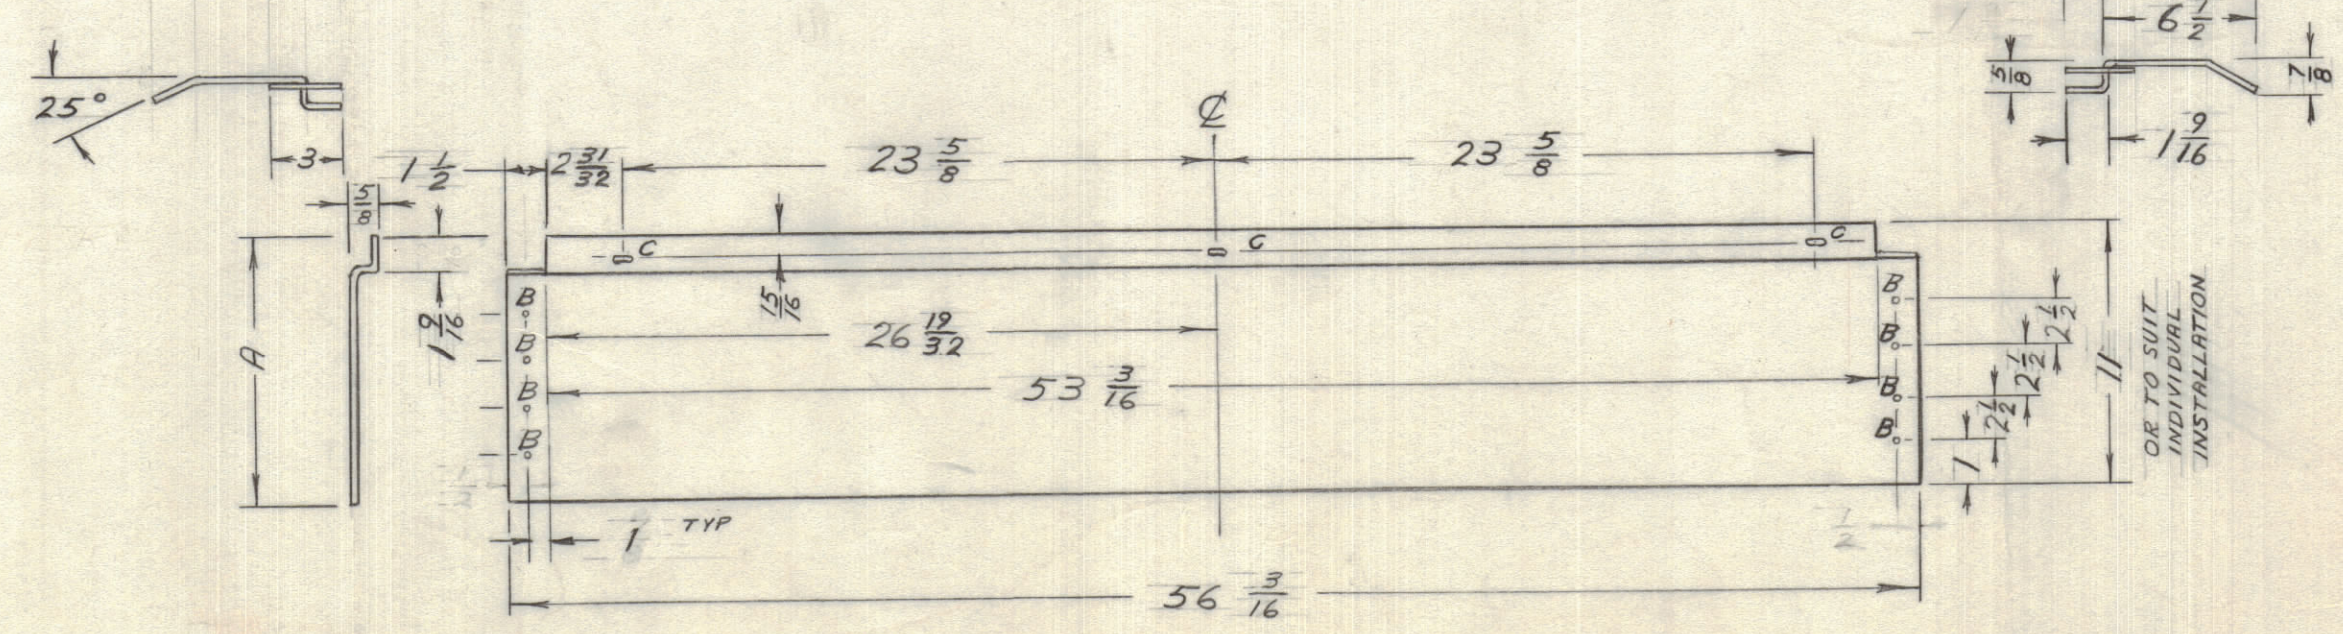 6 1/2
25°
3
5/8
7/8
1 9/16
℄
1 1/2
2 31/32
23 5/8
23 5/8
5/8
C
C
C
A
1 9/16
15/16
B
B
B
B
B
B
B
B
26 19/32
53 3/16
2 1/2
2 1/2
2 1/2
1
11
OR TO SUIT
INDIVIDUAL
INSTALLATION
1 TYP
1/2
56 3/16